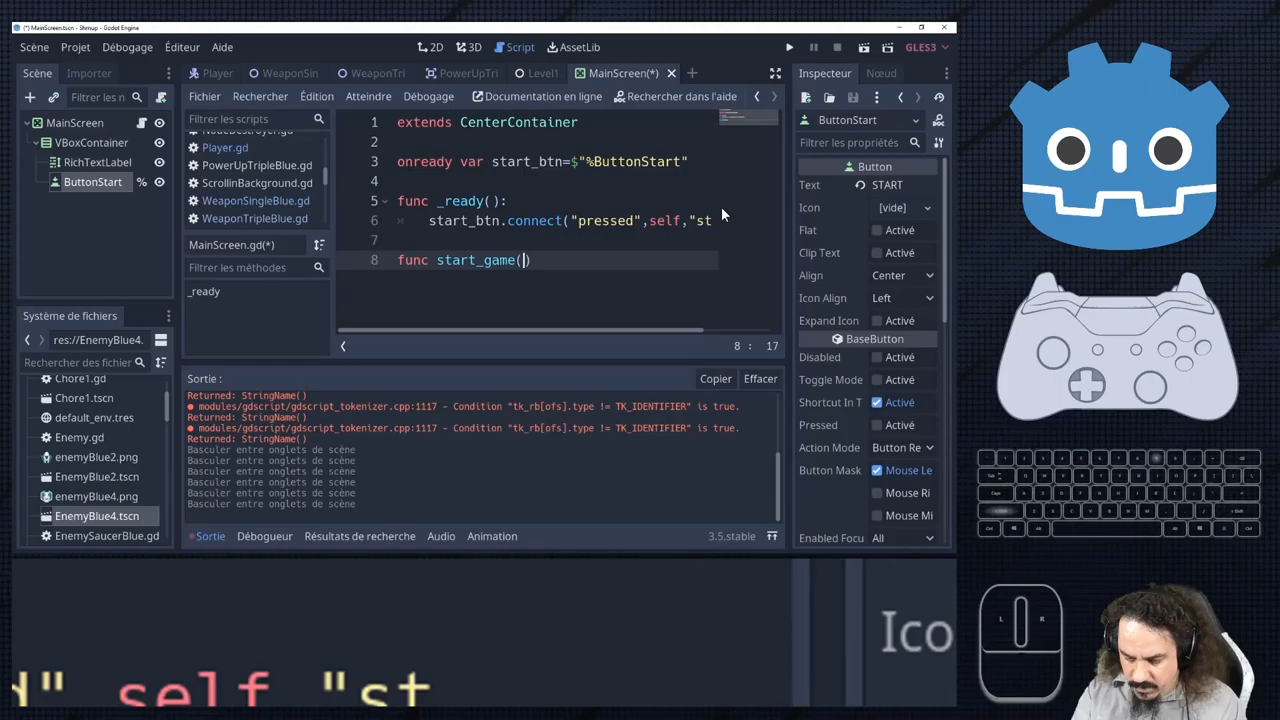 (*) MainScreen.tscn - Shmup - Godot Engine
Scène Projet Débogage Éditeur Aide
2D 3D Script AssetLib
GLES3
Scène Importer
Player WeaponSin WeaponTri PowerUpTri Level1 MainScreen(*)
Inspecteur Nœud
Filtrer les n
Fichier Rechercher Édition Atteindre Débogage Documentation en ligne Rechercher dans l'aide
MainScreen
VBoxContainer
RichTextLabel
ButtonStart %
Filtrer les scripts
NodeDestroyer.gd
Player.gd
PowerUpTripleBlue.gd
ScrollinBackground.gd
WeaponSingleBlue.gd
WeaponTripleBlue.gd
MainScreen.gd(*)
Filtrer les méthodes
_ready
1 extends CenterContainer
2
3 onready var start_btn=$"%ButtonStart"
4
5 func _ready():
6 start_btn.connect("pressed",self,"st
7
8 func start_game()
8 : 17
ButtonStart
Filtrer les propriétés
Button
Text START
Icon [vide]
Flat Activé
Clip Text Activé
Align Center
Icon Align Left
Expand Icon Activé
BaseButton
Disabled Activé
Toggle Mode Activé
Shortcut In T Activé
Pressed Activé
Action Mode Button Re
Button Mask Mouse Le
Mouse Ri
Mouse Mi
Enabled Focu All
Système de fichiers
res://EnemyBlue4.
Rechercher des fichier
Chore1.gd
Chore1.tscn
default_env.tres
Enemy.gd
enemyBlue2.png
EnemyBlue2.tscn
enemyBlue4.png
EnemyBlue4.tscn
EnemySaucerBlue.gd
Sortie : Copier Effacer
Returned: StringName()
modules/gdscript/gdscript_tokenizer.cpp:1117 - Condition "tk_rb[ofs].type != TK_IDENTIFIER" is true.
Returned: StringName()
modules/gdscript/gdscript_tokenizer.cpp:1117 - Condition "tk_rb[ofs].type != TK_IDENTIFIER" is true.
Returned: StringName()
Basculer entre onglets de scène
Basculer entre onglets de scène
Basculer entre onglets de scène
Basculer entre onglets de scène
Basculer entre onglets de scène
Basculer entre onglets de scène
Sortie Débogueur Résultats de recherche Audio Animation 3.5.stable
d" self "st
Ico
L R